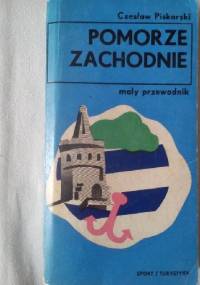 Czesław Piskorski
POMORZE
ZACHODNIE
mały przewodnik
SPORT I TURYSTYKA